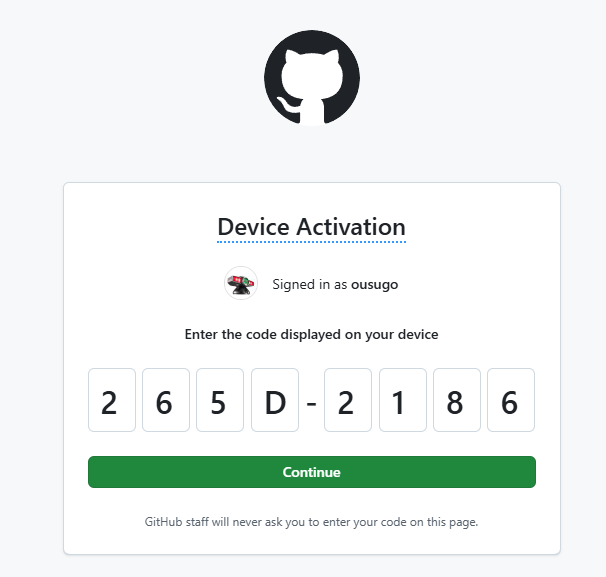 Device Activation
Signed in as ousugo
Enter the code displayed on your device
2 6 5 D - 2 1 8 6
Continue
GitHub staff will never ask you to enter your code on this page.